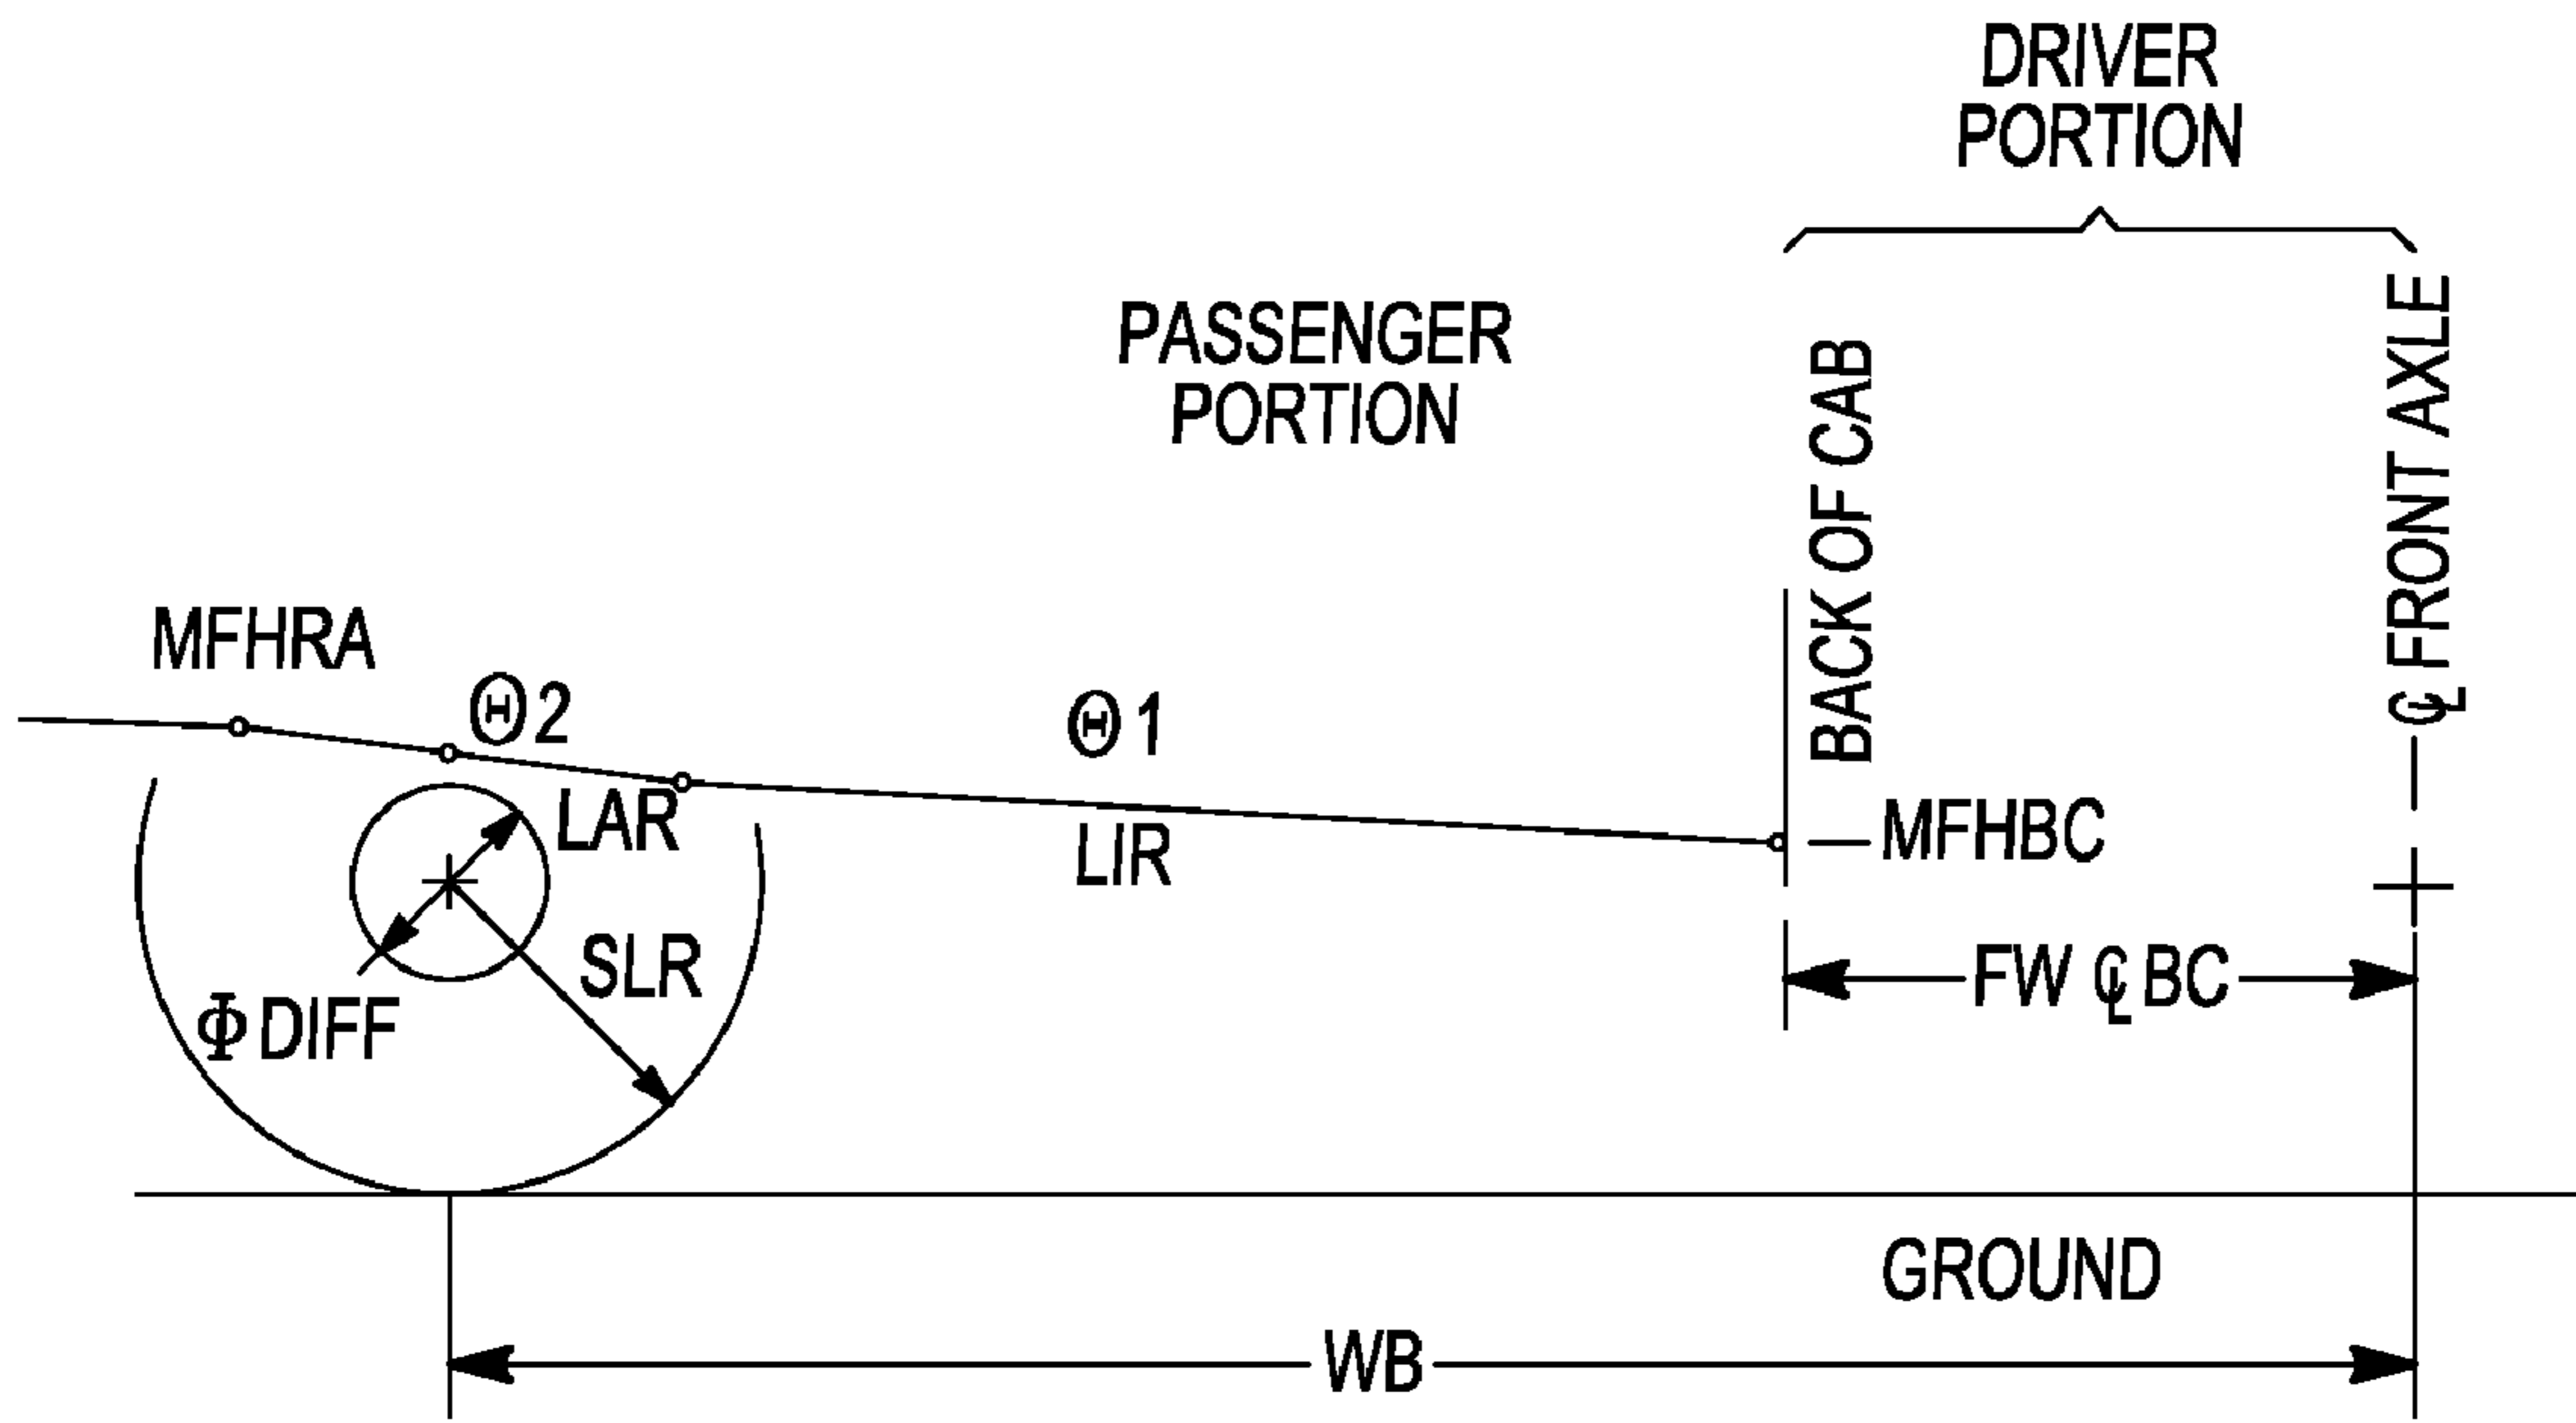 DRIVER
PORTION
PASSENGER
PORTION
BACK OF CAB
℄ FRONT AXLE
MFHRA
Θ2
Θ1
LAR
LIR
MFHBC
SLR
FW ℄ BC
Φ DIFF
GROUND
WB